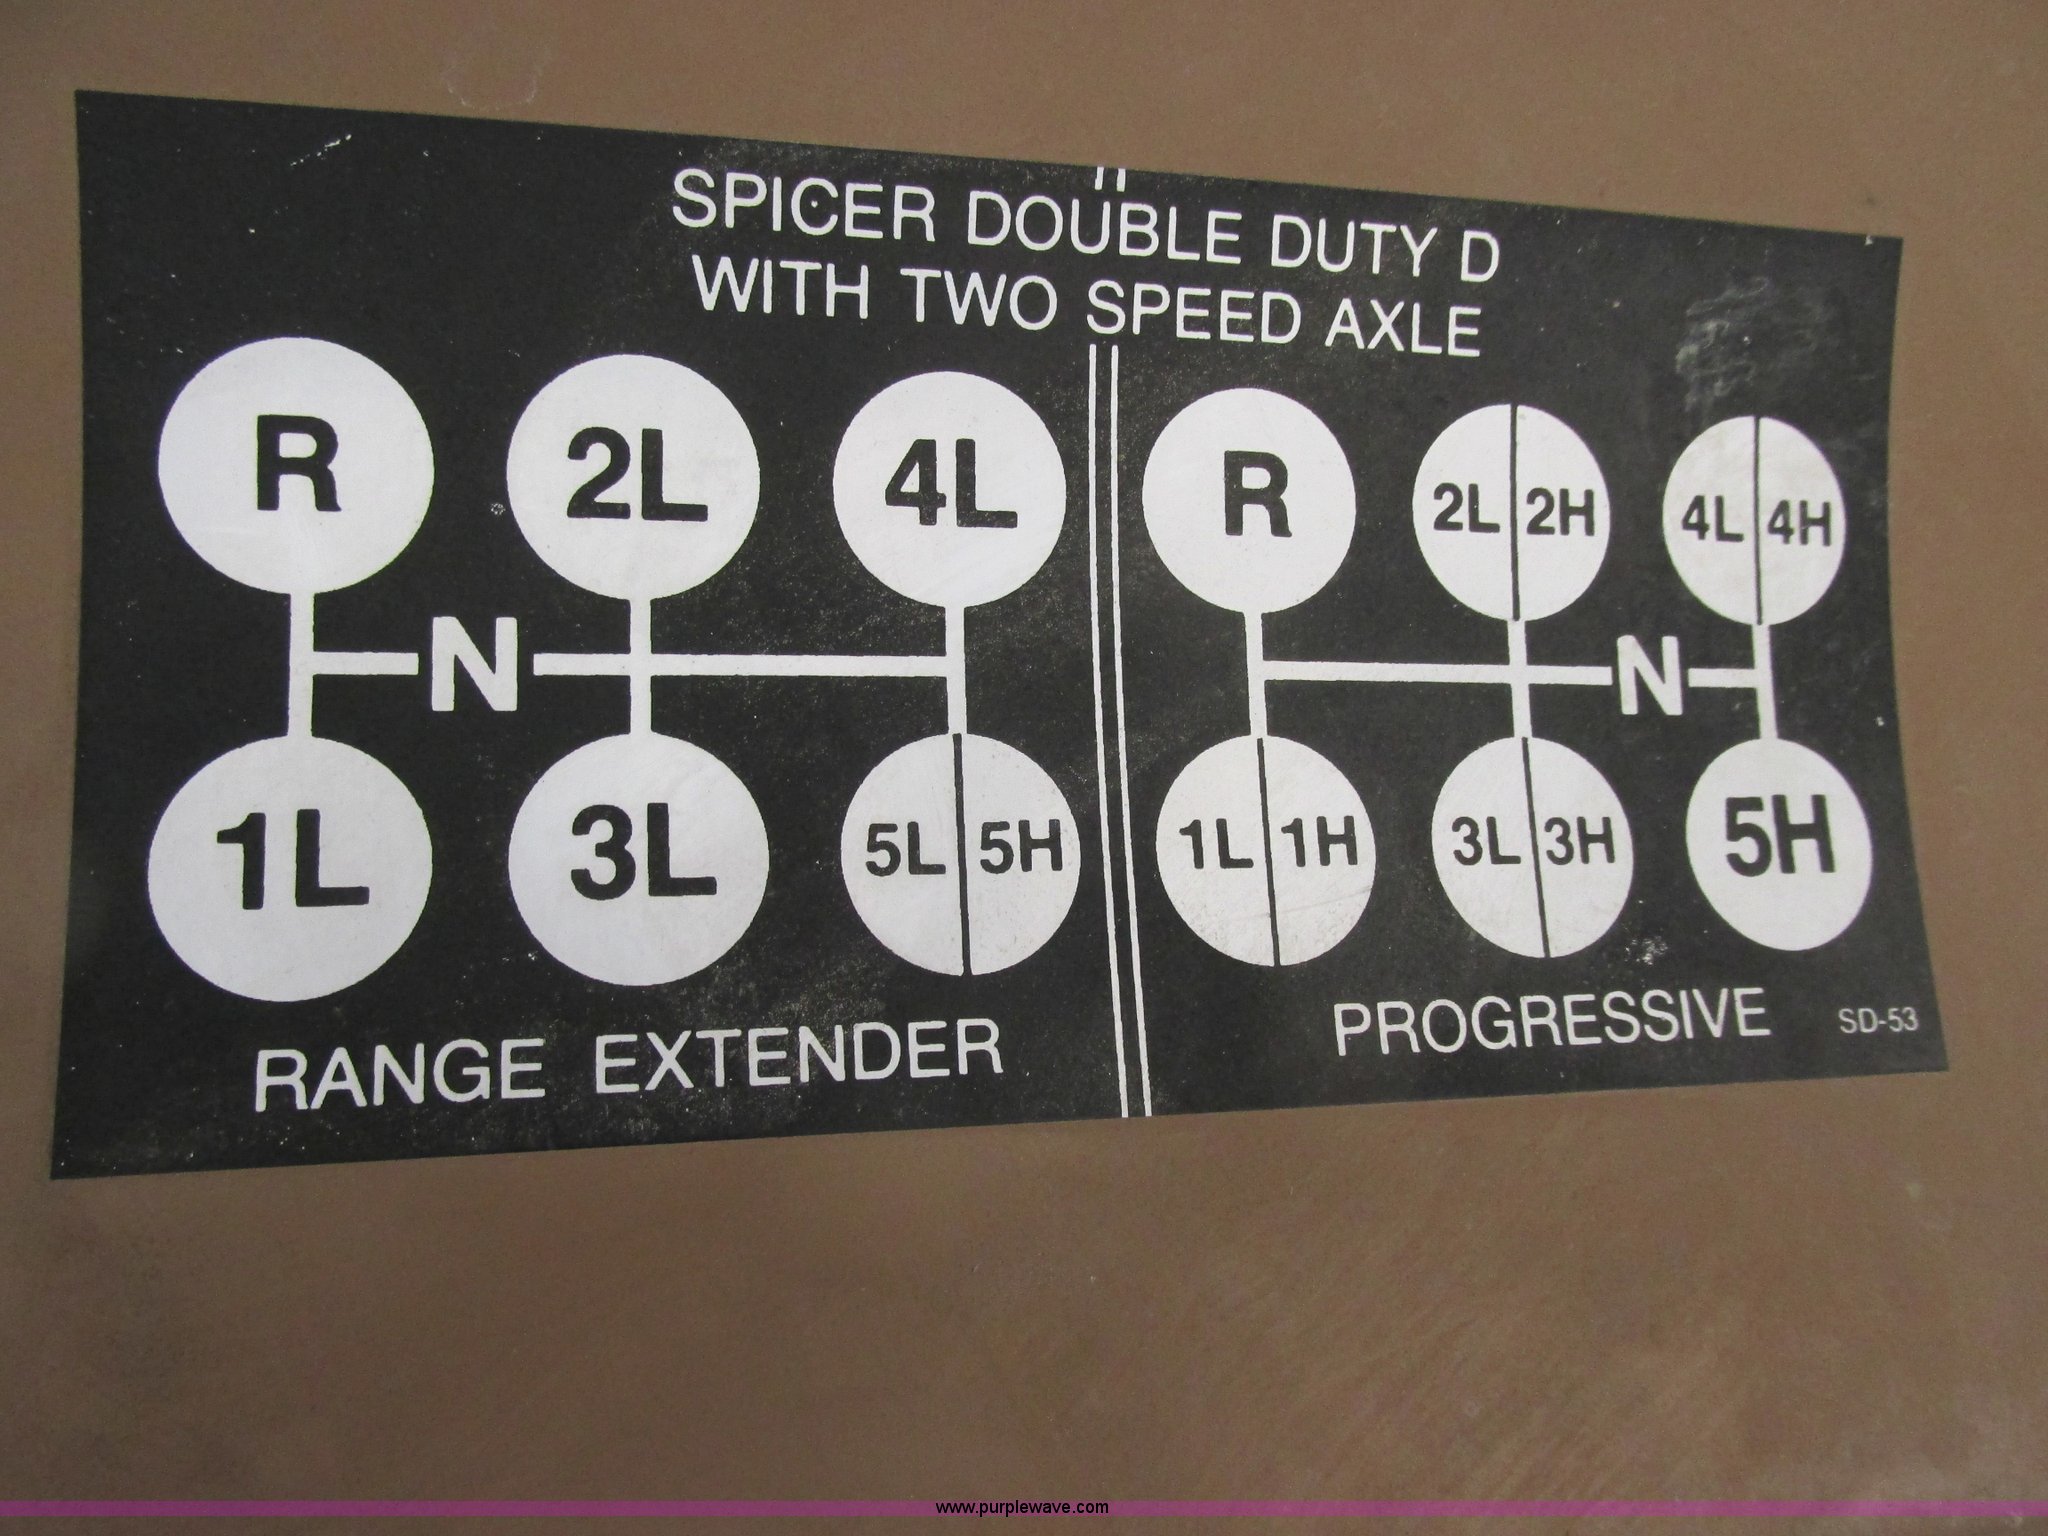 SPICER DOUBLE DUTY D
WITH TWO SPEED AXLE
R 2L 4L
N
1L 3L 5L 5H
RANGE EXTENDER
R 2L 2H 4L 4H
N
1L 1H 3L 3H 5H
PROGRESSIVE
SD-53
www.purplewave.com